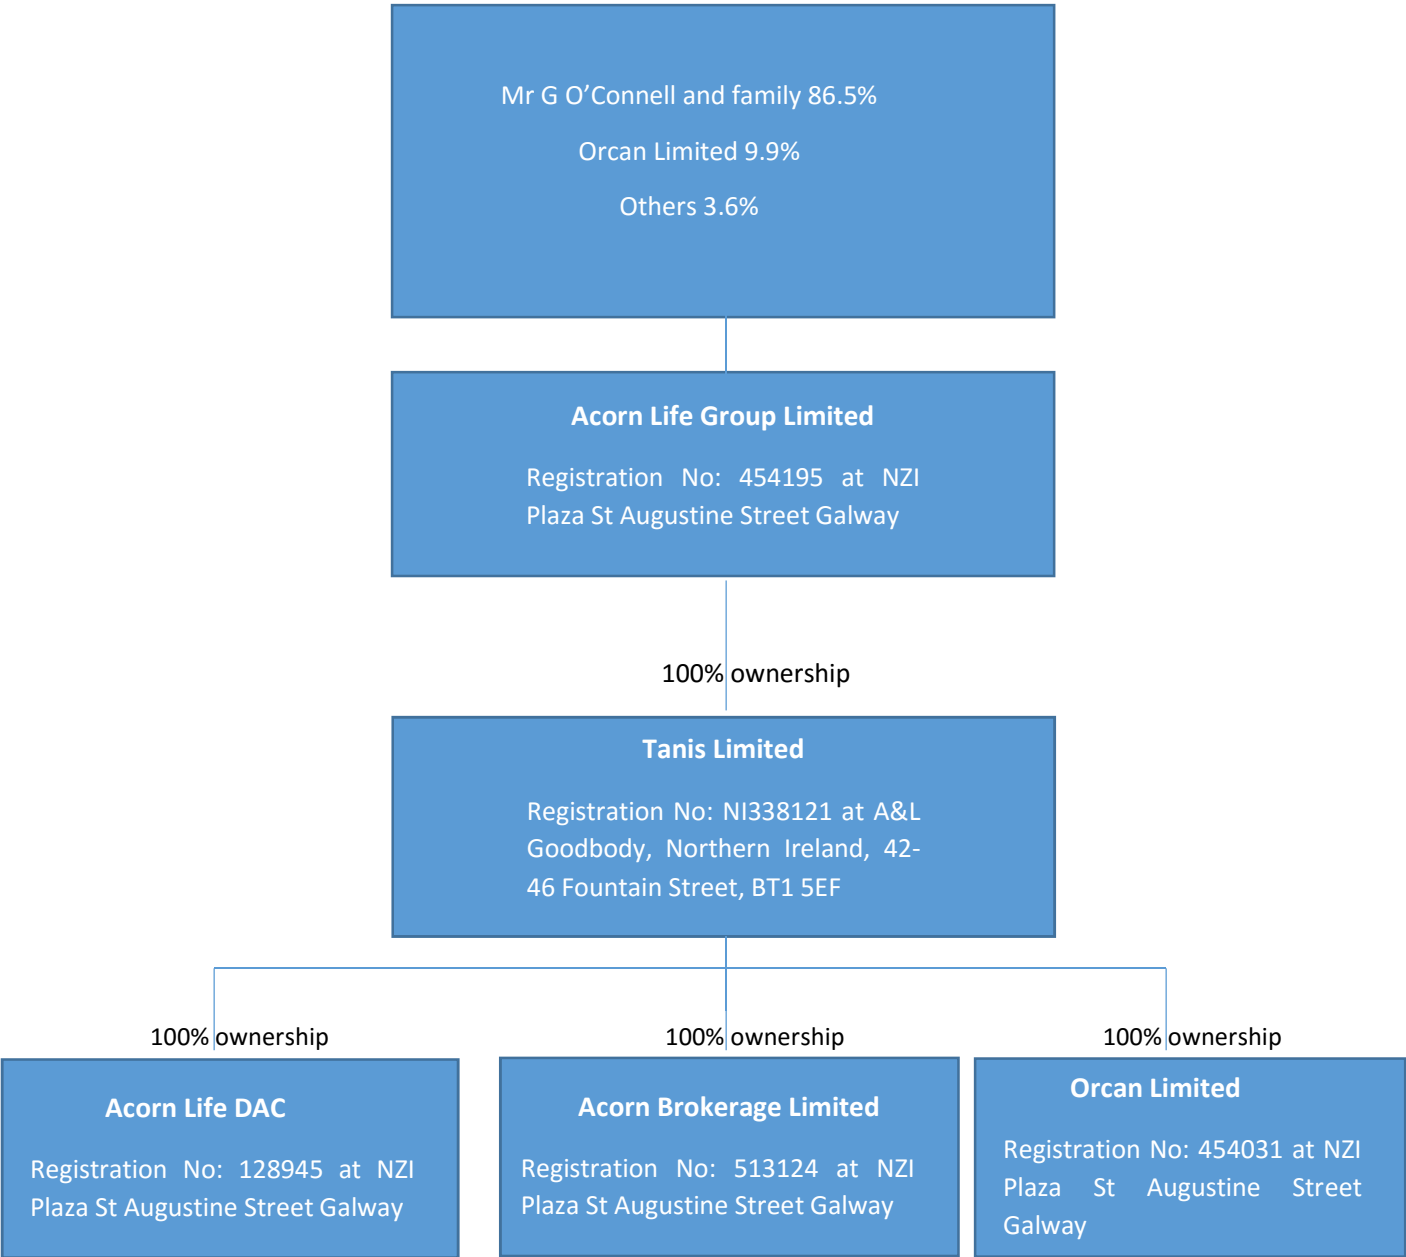 Mr G O’Connell and family 86.5%
Orcan Limited 9.9%
Others 3.6%
Acorn Life Group Limited
Registration No: 454195 at NZI
Plaza St Augustine Street Galway
100% ownership
Tanis Limited
Registration No: NI338121 at A&L
Goodbody, Northern Ireland, 42-
46 Fountain Street, BT1 5EF
100% ownership
Acorn Life DAC
Registration No: 128945 at NZI
Plaza St Augustine Street Galway
100% ownership
Acorn Brokerage Limited
Registration No: 513124 at NZI
Plaza St Augustine Street Galway
100% ownership
Orcan Limited
Registration No: 454031 at NZI
Plaza St Augustine Street
Galway